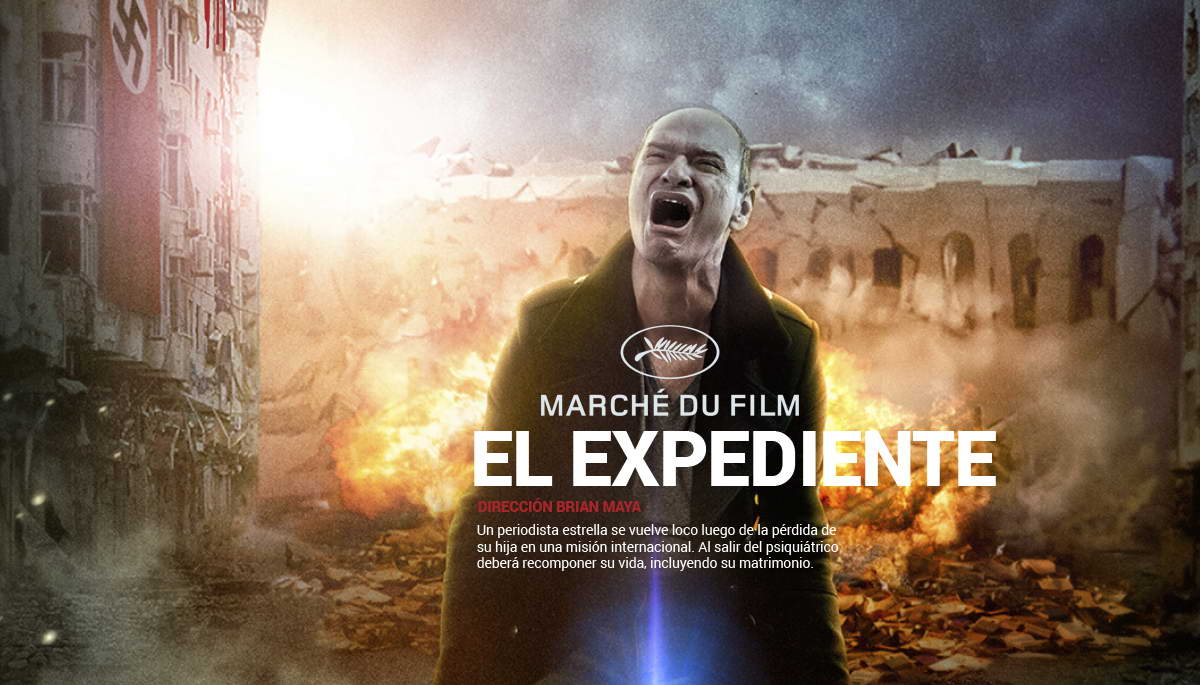 MARCHÉ DU FILM
EL EXPEDIENTE
DIRECCIÓN BRIAN MAYA
Un periodista estrella se vuelve loco luego de la pérdida de
su hija en una misión internacional. Al salir del psiquiátrico,
deberá recomponer su vida, incluyendo su matrimonio.